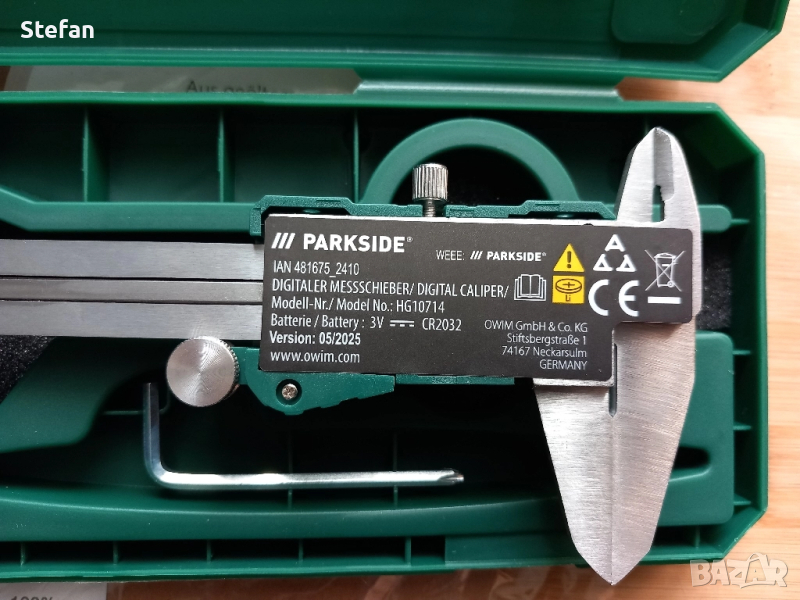 Stefan
/// PARKSIDE®
WEEE: /// PARKSIDE®
IAN 481675_2410
DIGITALER MESSSCHIEBER/ DIGITAL CALIPER/
Modell-Nr./ Model No.: HG10714
Batterie / Battery : 3V CR2032
Version: 05/2025
www.owim.com
CE
OWIM GmbH & Co. KG
Stiftsbergstraße 1
74167 Neckarsulm
GERMANY
BAZAR